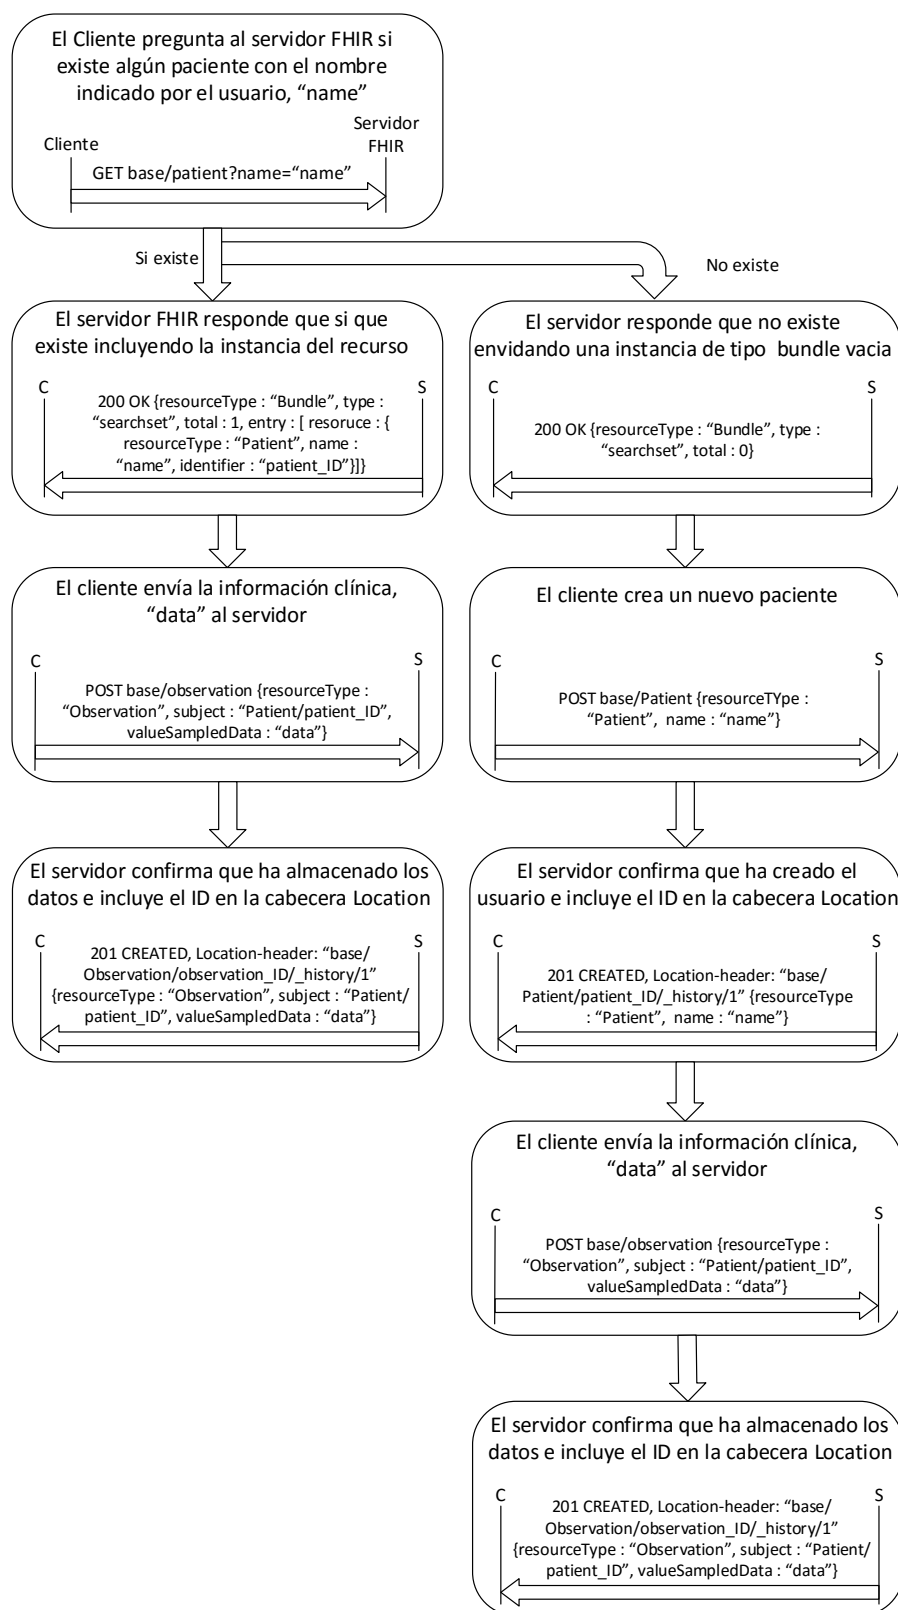 El Cliente pregunta al servidor FHIR si
existe algún paciente con el nombre
indicado por el usuario, “name”
Cliente
Servidor
FHIR
GET base/patient?name=“name”
Si existe
No existe
El servidor FHIR responde que si que
existe incluyendo la instancia del recurso
C
S
200 OK {resourceType : “Bundle”, type :
“searchset”, total : 1, entry : [ resoruce : {
resourceType : “Patient”, name :
“name”, identifier : “patient_ID”}]}
El servidor responde que no existe
envidando una instancia de tipo bundle vacia
C
S
200 OK {resourceType : “Bundle”, type :
“searchset”, total : 0}
El cliente envía la información clínica,
“data” al servidor
C
S
POST base/observation {resourceType :
“Observation”, subject : “Patient/patient_ID”,
valueSampledData : “data”}
El cliente crea un nuevo paciente
C
S
POST base/Patient {resourceTYpe :
“Patient”, name : “name”}
El servidor confirma que ha almacenado los
datos e incluye el ID en la cabecera Location
C
S
201 CREATED, Location-header: “base/
Observation/observation_ID/_history/1”
{resourceType : “Observation”, subject : “Patient/
patient_ID”, valueSampledData : “data”}
El servidor confirma que ha creado el
usuario e incluye el ID en la cabecera Location
C
S
201 CREATED, Location-header: “base/
Patient/patient_ID/_history/1” {resourceType
: “Patient”, name : “name”}
El cliente envía la información clínica,
“data” al servidor
C
S
POST base/observation {resourceType :
“Observation”, subject : “Patient/patient_ID”,
valueSampledData : “data”}
El servidor confirma que ha almacenado los
datos e incluye el ID en la cabecera Location
C
S
201 CREATED, Location-header: “base/
Observation/observation_ID/_history/1”
{resourceType : “Observation”, subject : “Patient/
patient_ID”, valueSampledData : “data”}